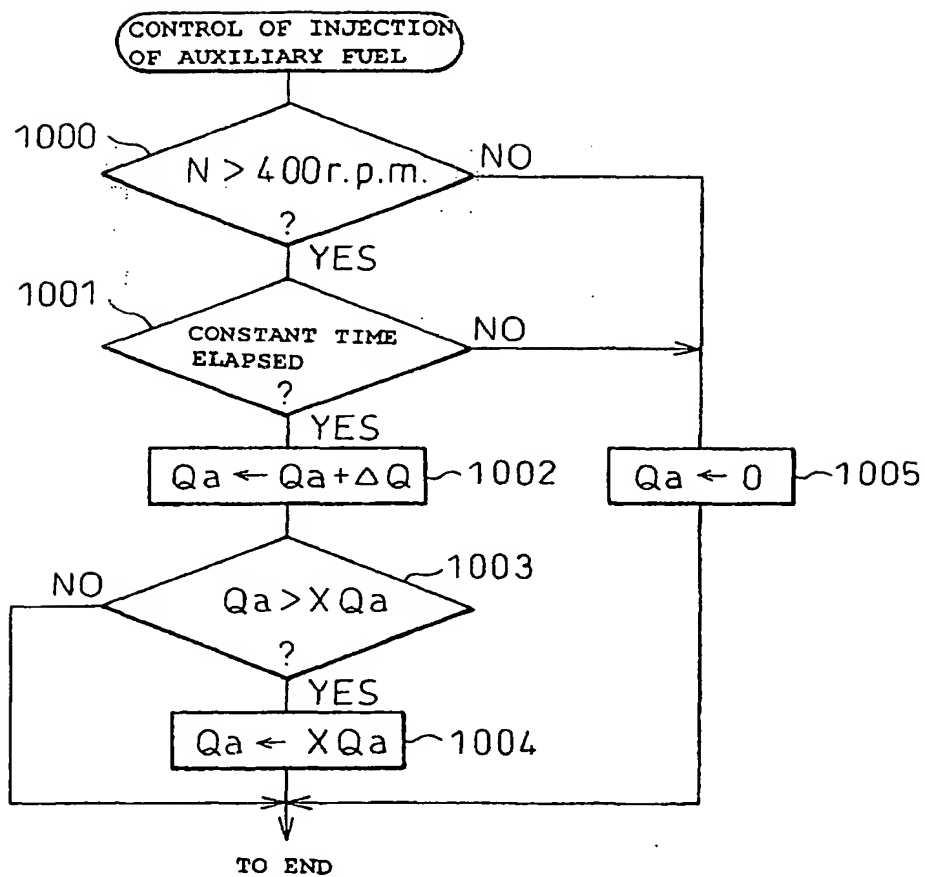 CONTROL OF INJECTION
OF AUXILIARY FUEL
1000
N > 400 r.p.m.
?
NO
YES
1001
CONSTANT TIME
ELAPSED
?
NO
YES
Qa ← Qa + ΔQ
1002
Qa ← 0
1005
NO
Qa > XQa
?
1003
YES
Qa ← XQa
1004
TO END